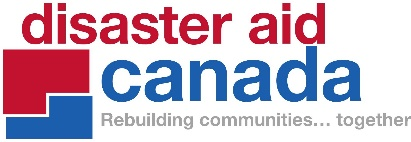 disaster aid
canada
Rebuilding communities... together